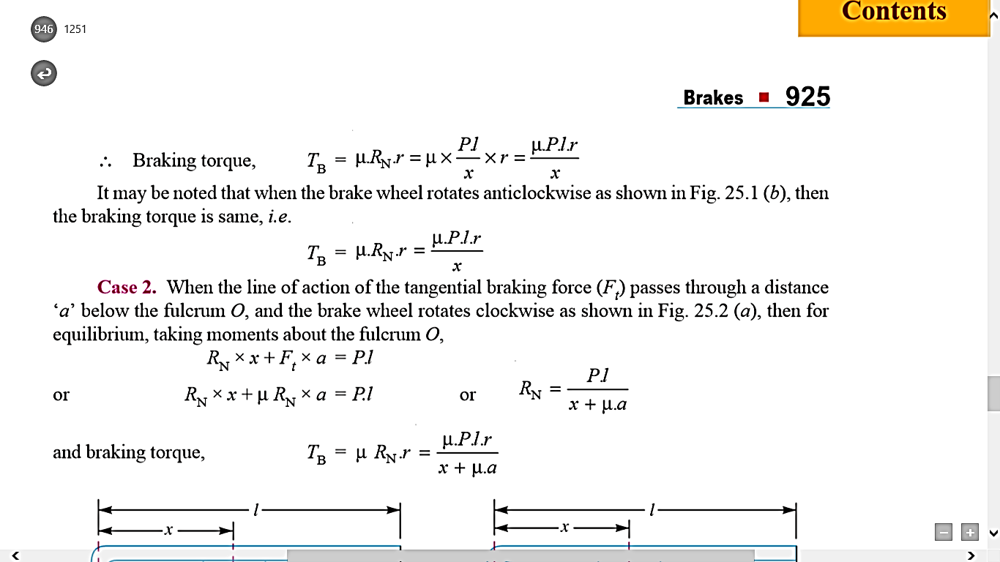 Contents
946 1251
Brakes ■ 925
∴ Braking torque, T_B = μ.R_N.r = μ × P.l/x × r = μ.P.l.r/x
It may be noted that when the brake wheel rotates anticlockwise as shown in Fig. 25.1 (b), then
the braking torque is same, i.e.
T_B = μ.R_N.r = μ.P.l.r/x
Case 2. When the line of action of the tangential braking force (F_t) passes through a distance
‘a’ below the fulcrum O, and the brake wheel rotates clockwise as shown in Fig. 25.2 (a), then for
equilibrium, taking moments about the fulcrum O,
R_N × x + F_t × a = P.l
or R_N × x + μ R_N × a = P.l or R_N = P.l/(x + μ.a)
and braking torque, T_B = μ R_N.r = μ.P.l.r/(x + μ.a)
l l
x x